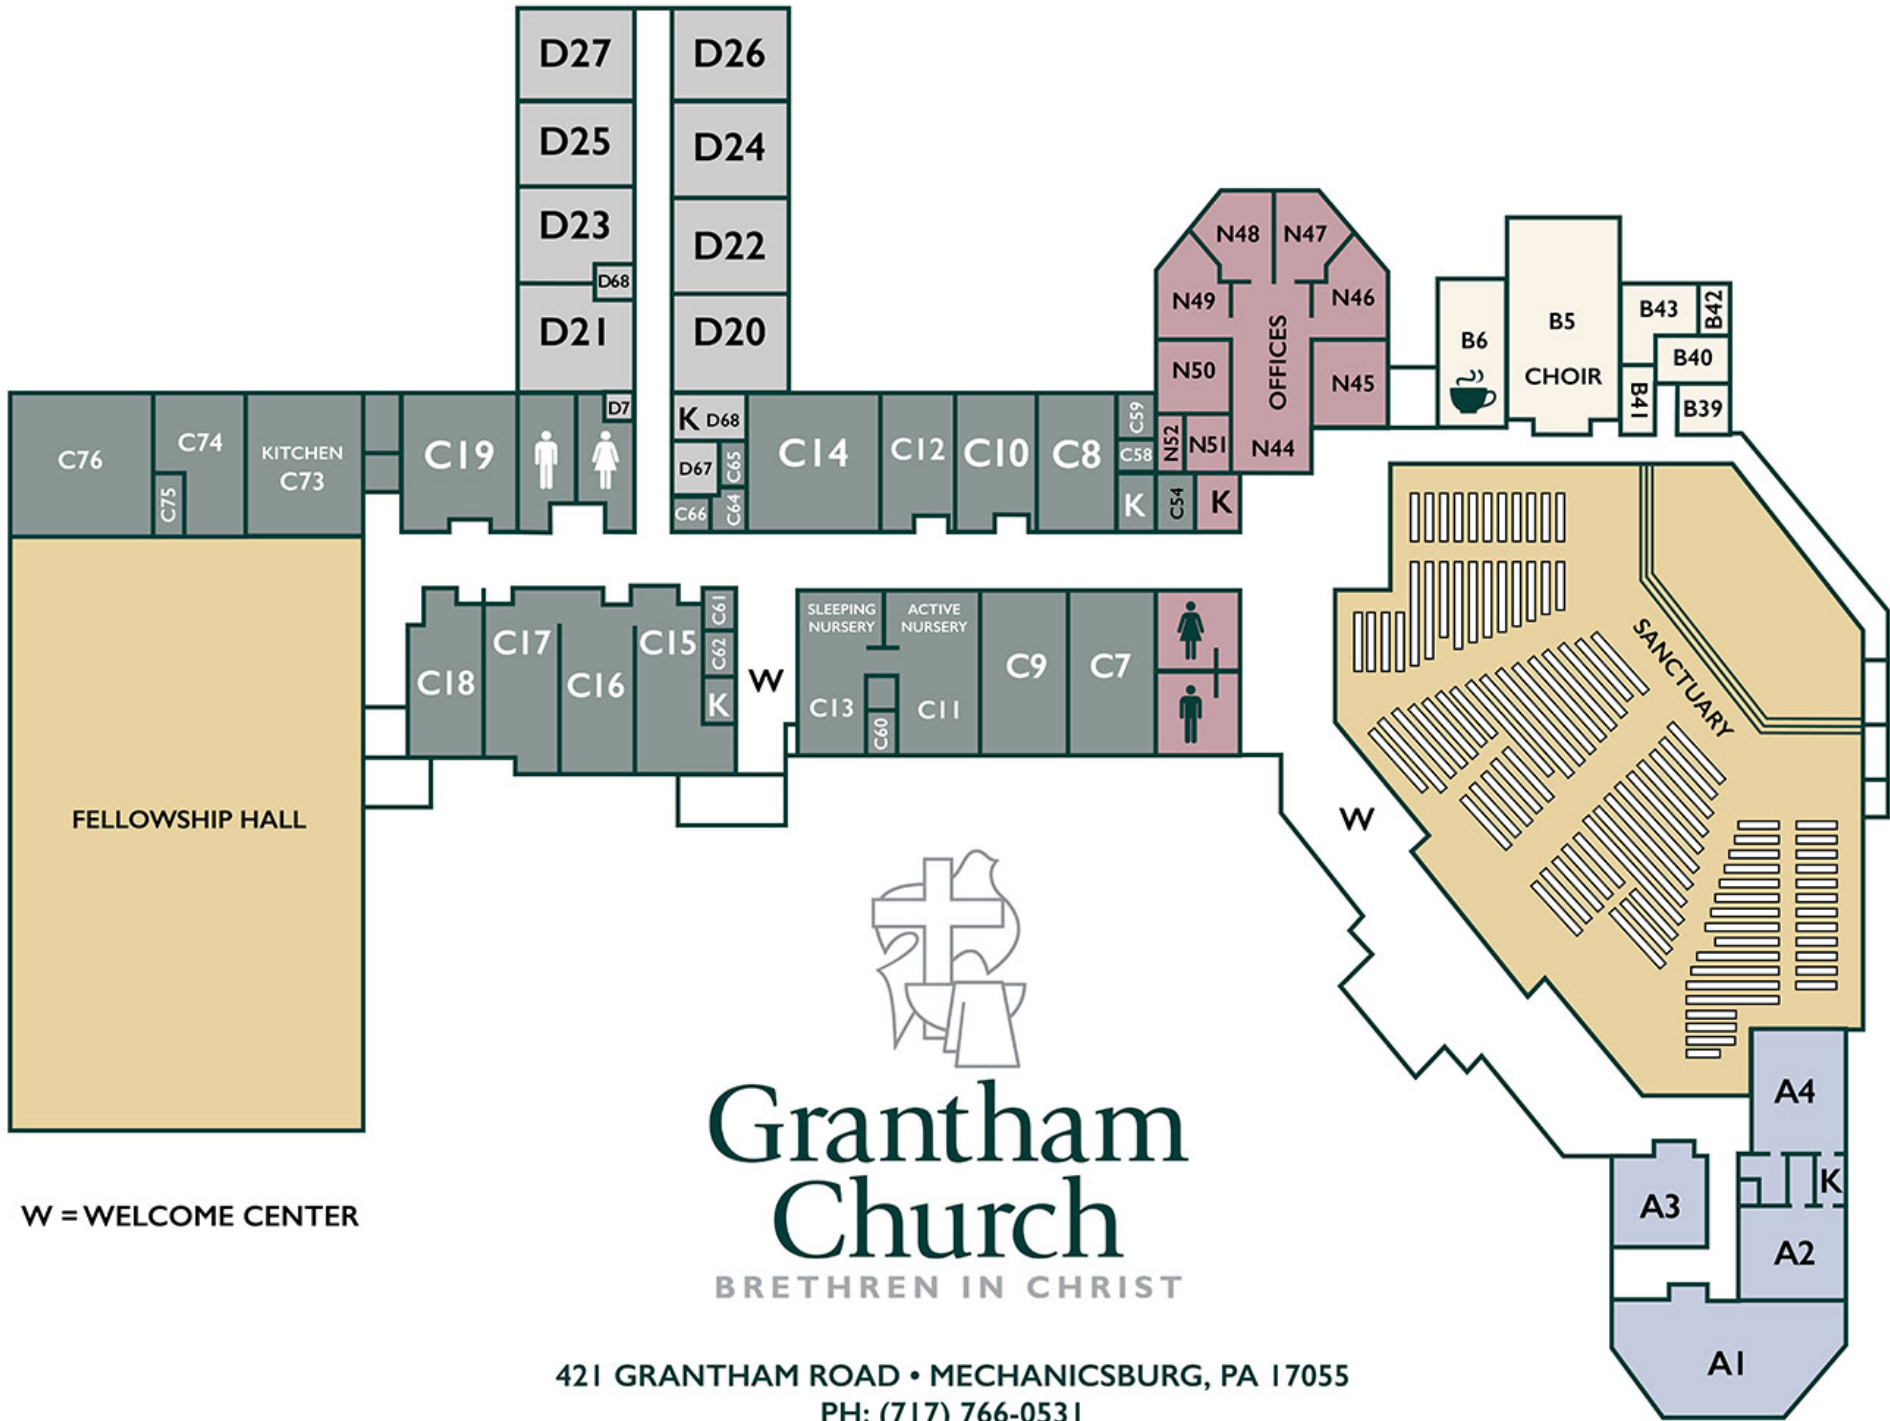 D27
D26
D25
D24
D23
D22
D68
D21
D20
D7
K D68
D67
C65
C66
C64
C76
C74
C75
KITCHEN
C73
C19
C14
C12
C10
C8
C59
C58
K
C54
K
N48
N47
N49
N46
N50
N45
N52
N51
N44
OFFICES
B6
B5
CHOIR
B43
B42
B40
B41
B39
C18
C17
C16
C15
C61
C62
K
W
SLEEPING
NURSERY
ACTIVE
NURSERY
C13
C60
C11
C9
C7
SANCTUARY
W
FELLOWSHIP HALL
A4
K
A3
A2
A1
W = WELCOME CENTER
Grantham
Church
BRETHREN IN CHRIST
421 GRANTHAM ROAD • MECHANICSBURG, PA 17055
PH: (717) 766-0531